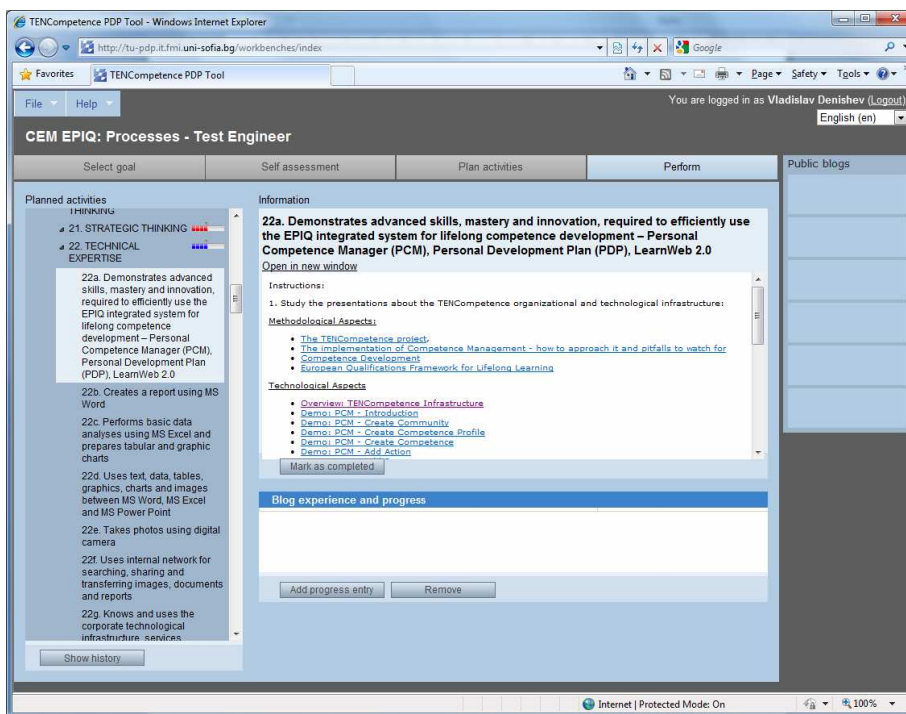 TENCompetence PDP Tool - Windows Internet Explorer
http://tu-pdp.it.fmi.uni-sofia.bg/workbenches/index
Google
Favorites
TENCompetence PDP Tool
Page
Safety
Tools
File
Help
You are logged in as Vladislav Denishev (Logout)
English (en)
CEM EPIQ: Processes - Test Engineer
Select goal
Self assessment
Plan activities
Perform
Public blogs
Planned activities
THINKING
21. STRATEGIC THINKING
22. TECHNICAL
EXPERTISE
22a. Demonstrates advanced
skills, mastery and innovation,
required to efficiently use the
EPIQ integrated system for
lifelong competence
development – Personal
Competence Manager (PCM),
Personal Development Plan
(PDP), LearnWeb 2.0
22b. Creates a report using MS
Word
22c. Performs basic data
analyses using MS Excel and
prepares tabular and graphic
charts
22d. Uses text, data, tables,
graphics, charts and images
between MS Word, MS Excel
and MS Power Point
22e. Takes photos using digital
camera
22f. Uses internal network for
searching, sharing and
transferring images, documents
and reports
22g. Knows and uses the
corporate technological
infrastructure, services
Show history
Information
22a. Demonstrates advanced skills, mastery and innovation, required to efficiently use
the EPIQ integrated system for lifelong competence development – Personal
Competence Manager (PCM), Personal Development Plan (PDP), LearnWeb 2.0
Open in new window
Instructions:
1. Study the presentations about the TENCompetence organizational and technological infrastructure:
Methodological Aspects:
• The TENCompetence project,
• The implementation of Competence Management - how to approach it and pitfalls to watch for
• Competence Development
• European Qualifications Framework for Lifelong Learning
Technological Aspects
• Overview: TENCompetence Infrastructure
• Demo: PCM - Introduction
• Demo: PCM - Create Community
• Demo: PCM - Create Competence Profile
• Demo: PCM - Create Competence
• Demo: PCM - Add Action
Mark as completed
Blog experience and progress
Add progress entry
Remove
Internet | Protected Mode: On
100%